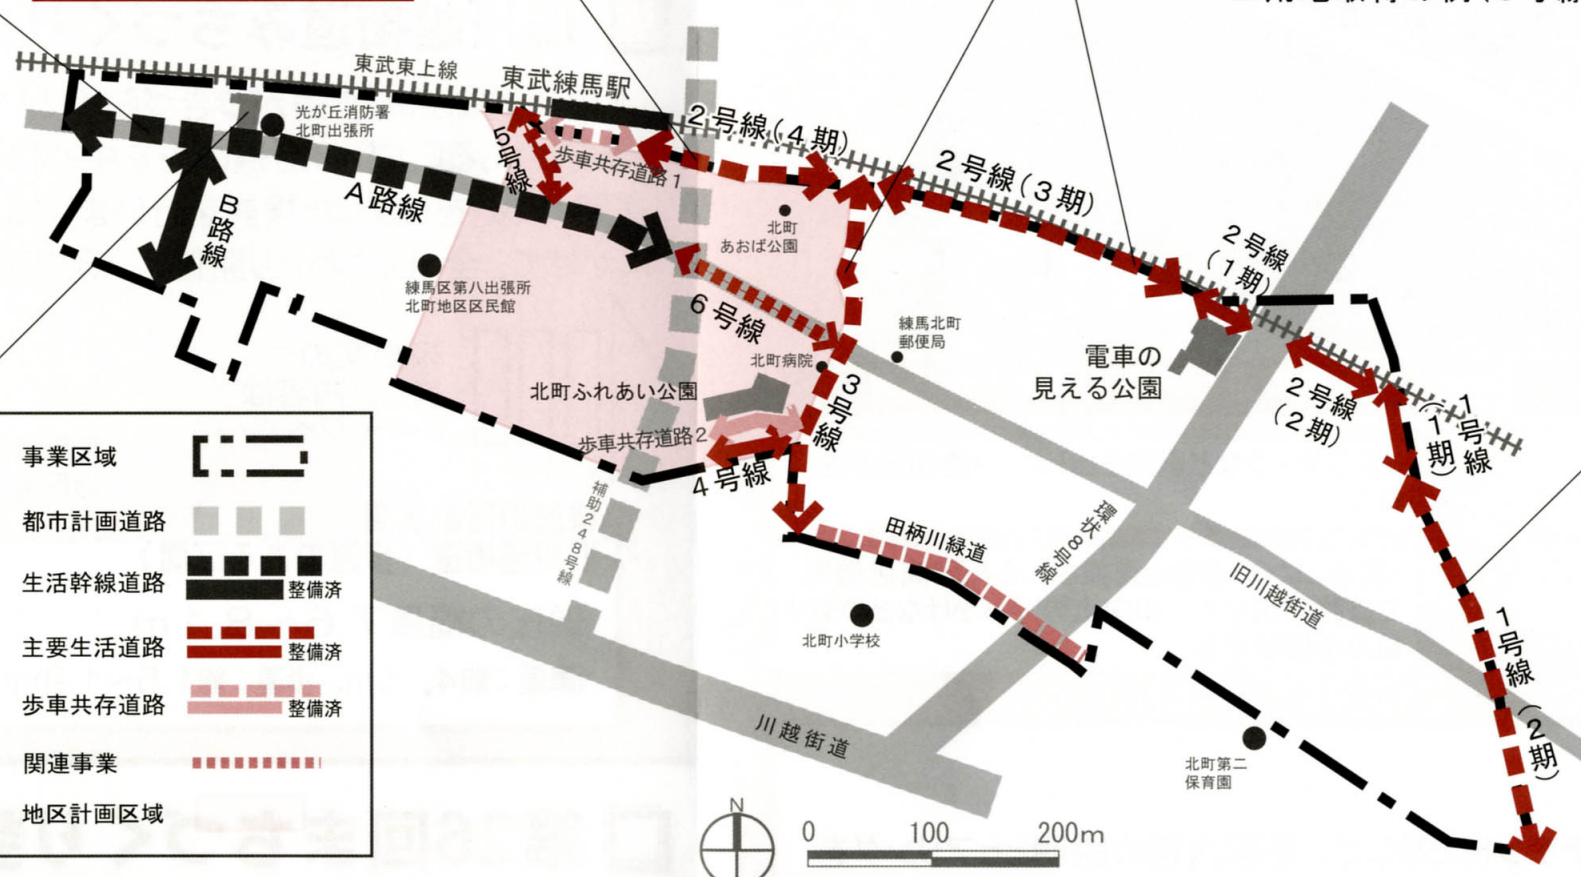 東武東上線
東武練馬駅
光が丘消防署
北町出張所
2号線(4期)
5号線
歩車共存道路1
2号線(3期)
A路線
B路線
北町
あおば公園
2号線
(1期)
練馬区第八出張所
北町地区区民館
6号線
練馬北町
郵便局
北町病院
電車の
見える公園
北町ふれあい公園
3号線
2号線
(2期)
1号線
(1期)
歩車共存道路2
4号線
補助248号線
田柄川緑道
環状8号線
旧川越街道
北町小学校
1号線(2期)
川越街道
北町第二
保育園
事業区域
都市計画道路
生活幹線道路
整備済
主要生活道路
整備済
歩車共存道路
整備済
関連事業
地区計画区域
N
0 100 200m